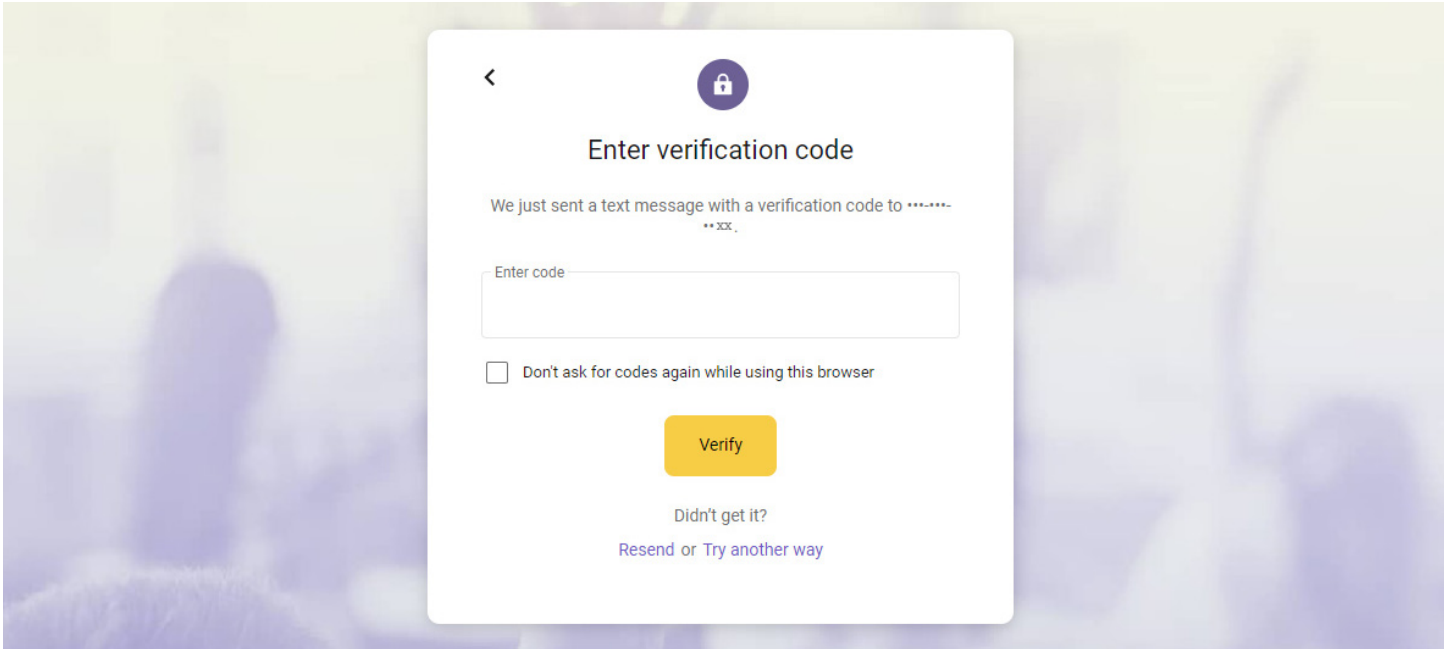 Enter verification code
We just sent a text message with a verification code to •••-•••-
••xx.
Enter code
Don't ask for codes again while using this browser
Verify
Didn't get it?
Resend or Try another way